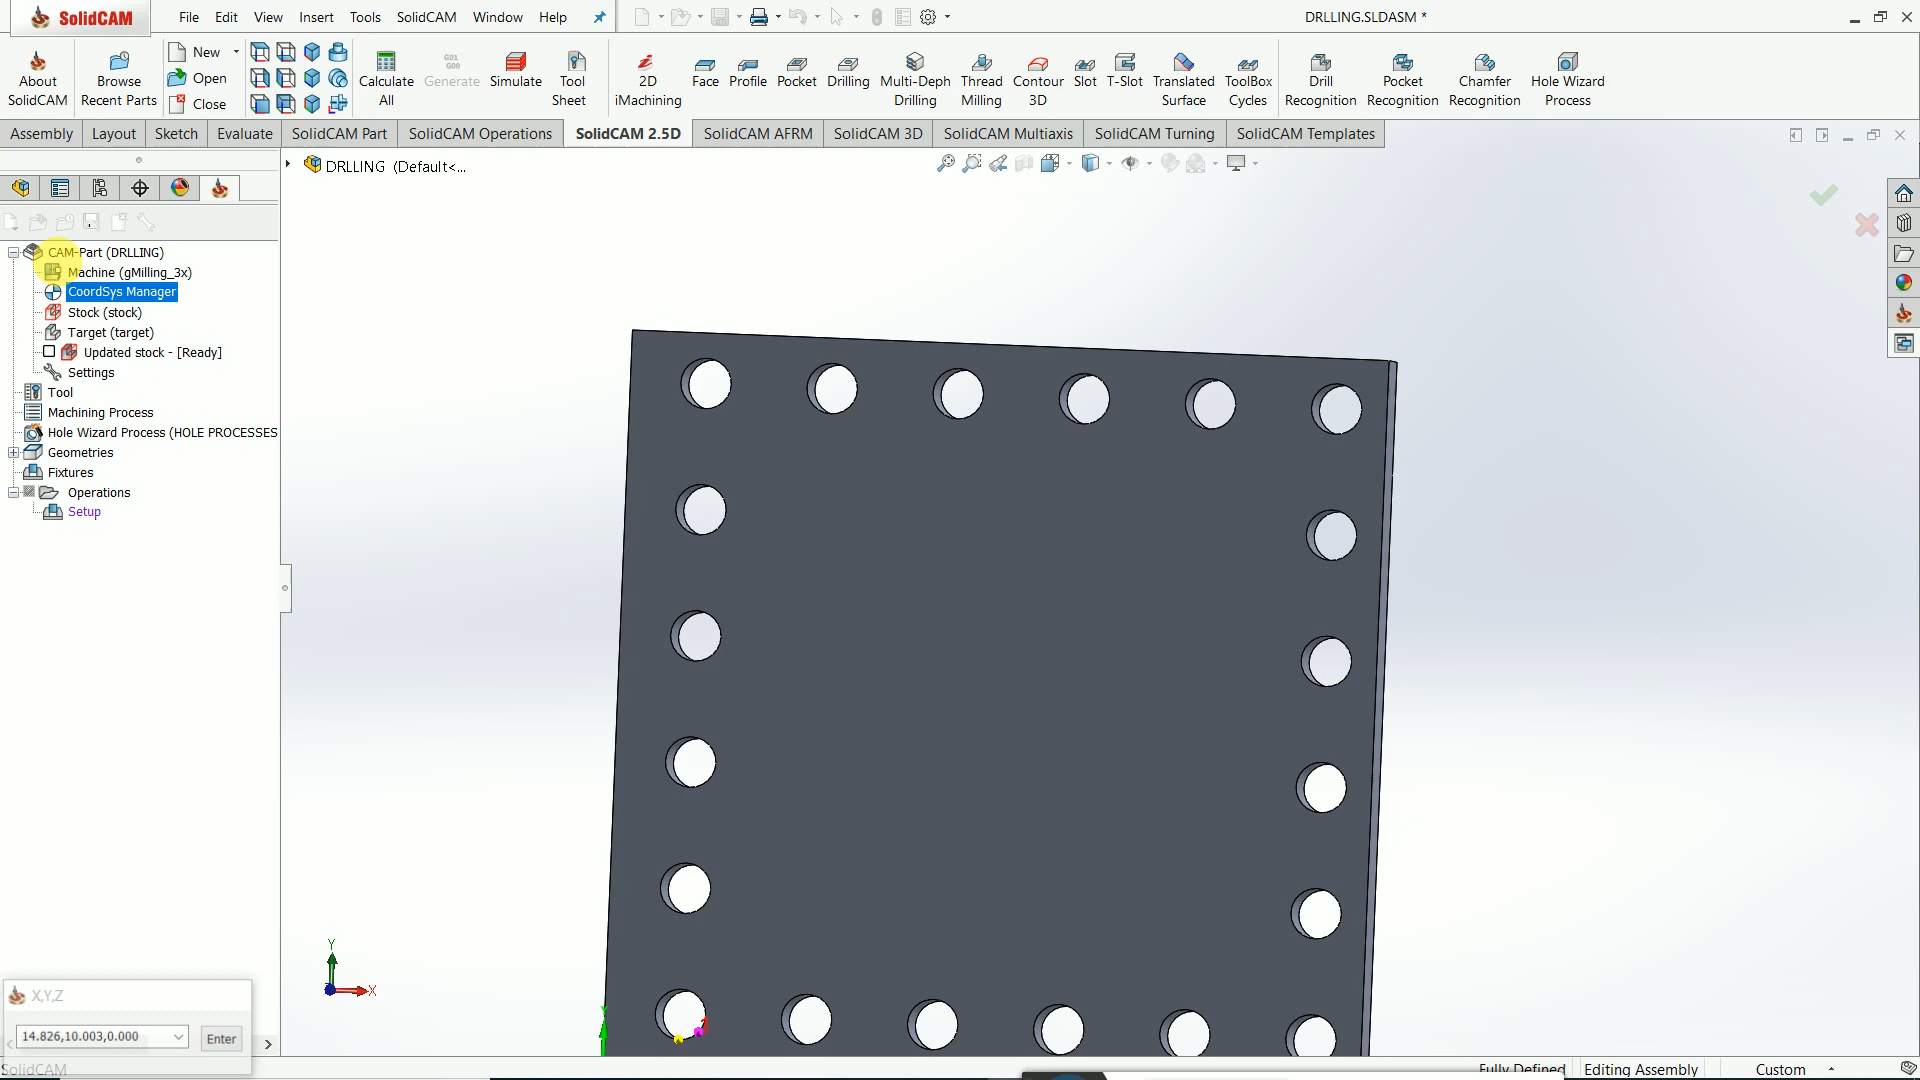 SolidCAM File Edit View Insert Tools SolidCAM Window Help DRLLING.SLDASM *
About SolidCAM
Browse Recent Parts
New
Open
Close
Calculate All
G01 G00 Generate
Simulate
Tool Sheet
2D iMachining
Face
Profile
Pocket
Drilling
Multi-Deph Drilling
Thread Milling
Contour 3D
Slot
T-Slot
Translated Surface
ToolBox Cycles
Drill Recognition
Pocket Recognition
Chamfer Recognition
Hole Wizard Process
Assembly Layout Sketch Evaluate SolidCAM Part SolidCAM Operations SolidCAM 2.5D SolidCAM AFRM SolidCAM 3D SolidCAM Multiaxis SolidCAM Turning SolidCAM Templates
DRLLING (Default<...
CAM-Part (DRLLING)
Machine (gMilling_3x)
CoordSys Manager
Stock (stock)
Target (target)
Updated stock - [Ready]
Settings
Tool
Machining Process
Hole Wizard Process (HOLE PROCESSES
Geometries
Fixtures
Operations
Setup
Y
X
X,Y,Z
14.826,10.003,0.000 Enter
SolidCAM Fully Defined Editing Assembly Custom